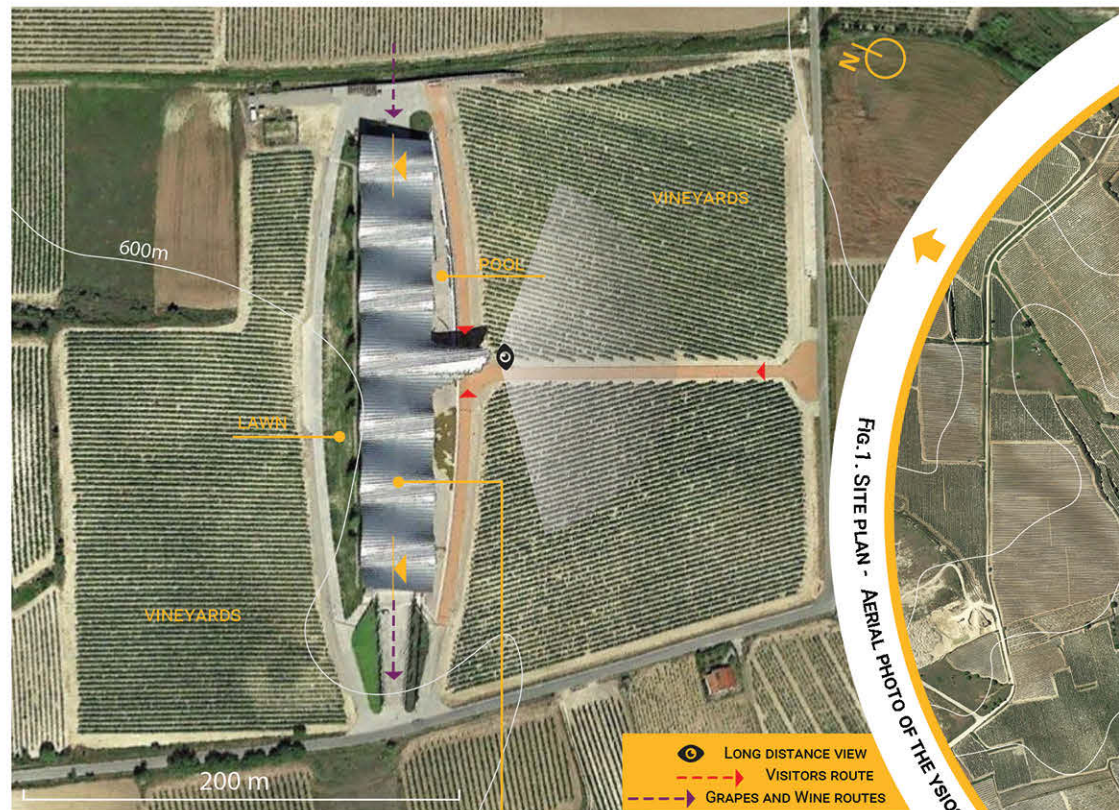 N
VINEYARDS
600m
POOL
LAWN
VINEYARDS
FIG.1. SITE PLAN - AERIAL PHOTO OF THE
200 m
LONG DISTANCE VIEW
VISITORS ROUTE
GRAPES AND WINE ROUTES